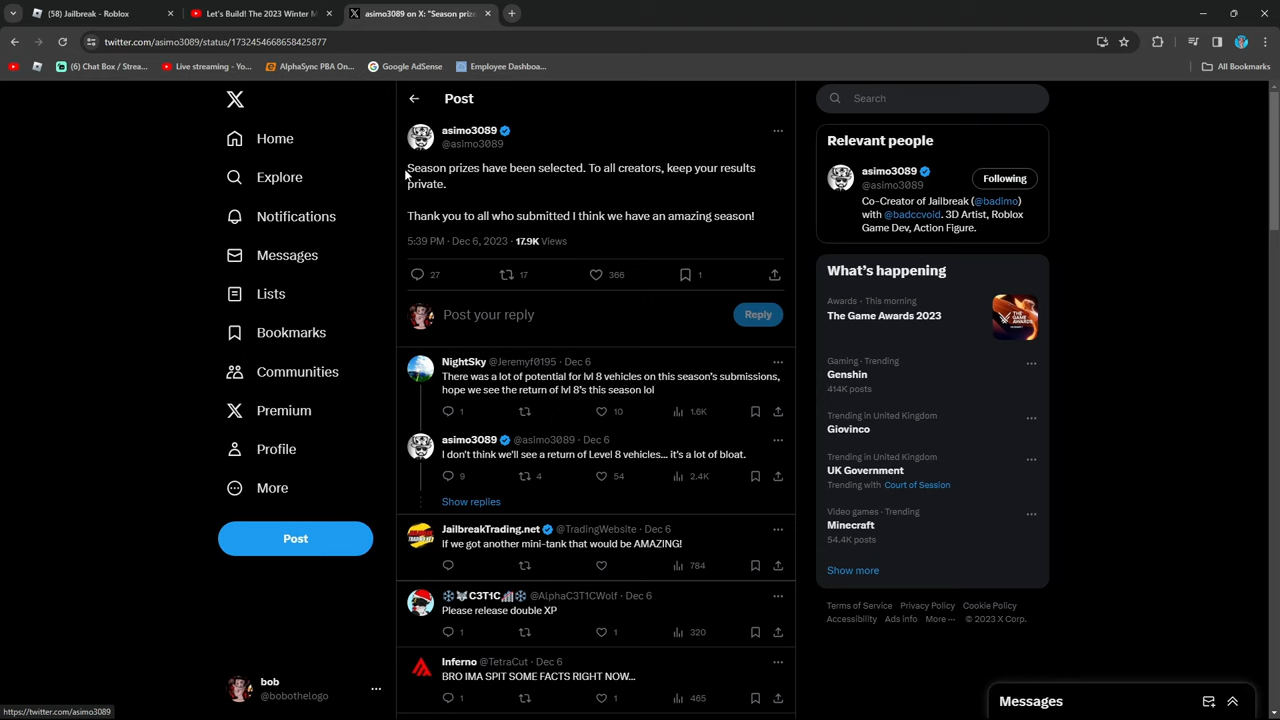 (58) Jailbreak - Roblox
Let's Build! The 2023 Winter M
asimo3089 on X: "Season prize
twitter.com/asimo3089/status/1732454668658425877
(5) Chat Box / Stream...
Live streaming - Yo...
AlphaSync PBA On...
Google AdSense
Employee Dashboa...
All Bookmarks
Home
Explore
Notifications
Messages
Lists
Bookmarks
Communities
Premium
Profile
More
Post
bob
@bobothelogo
https://twitter.com/asimo3089
Post
asimo3089
@asimo3089
Season prizes have been selected. To all creators, keep your results
private.
Thank you to all who submitted I think we have an amazing season!
5:39 PM · Dec 6, 2023 · 17.9K Views
27 17 366 1
Post your reply
Reply
NightSky @Jeremyf0195 · Dec 6
There was a lot of potential for lvl 8 vehicles on this season's submissions,
hope we see the return of lvl 8's this season lol
1 10 1.6K
asimo3089 @asimo3089 · Dec 6
I don't think we'll see a return of Level 8 vehicles... it's a lot of bloat.
9 4 54 2.4K
Show replies
JailbreakTrading.net @TradingWebsite · Dec 6
If we got another mini-tank that would be AMAZING!
784
C3T1C @AlphaC3T1CWolf · Dec 6
Please release double XP
1 1 320
Inferno @TetraCut · Dec 6
BRO IMA SPIT SOME FACTS RIGHT NOW...
1 1 465
Search
Relevant people
asimo3089
@asimo3089
Following
Co-Creator of Jailbreak (@badimo)
with @badccvoid. 3D Artist, Roblox
Game Dev, Action Figure.
What's happening
Awards · This morning
The Game Awards 2023
THE GAME AWARDS
Gaming · Trending
Genshin
414K posts
Trending in United Kingdom
Giovinco
Trending in United Kingdom
UK Government
Trending with Court of Session
Video games · Trending
Minecraft
54.4K posts
Show more
Terms of Service Privacy Policy Cookie Policy
Accessibility Ads info More ··· © 2023 X Corp.
Messages